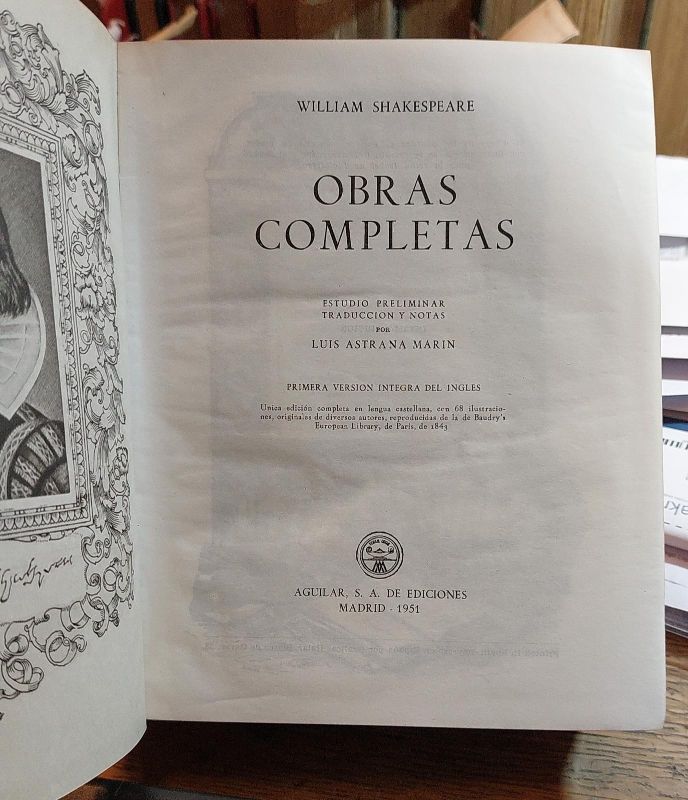 WILLIAM SHAKESPEARE
OBRAS
COMPLETAS
ESTUDIO PRELIMINAR
TRADUCCION Y NOTAS
POR
LUIS ASTRANA MARIN
PRIMERA VERSION INTEGRA DEL INGLES
Unica edición completa en lengua castellana, con 68 ilustracio-
nes, originales de diversos autores, reproducidas de la de Baudry's
European Library, de París, de 1843
AGUILAR, S. A. DE EDICIONES
MADRID - 1951